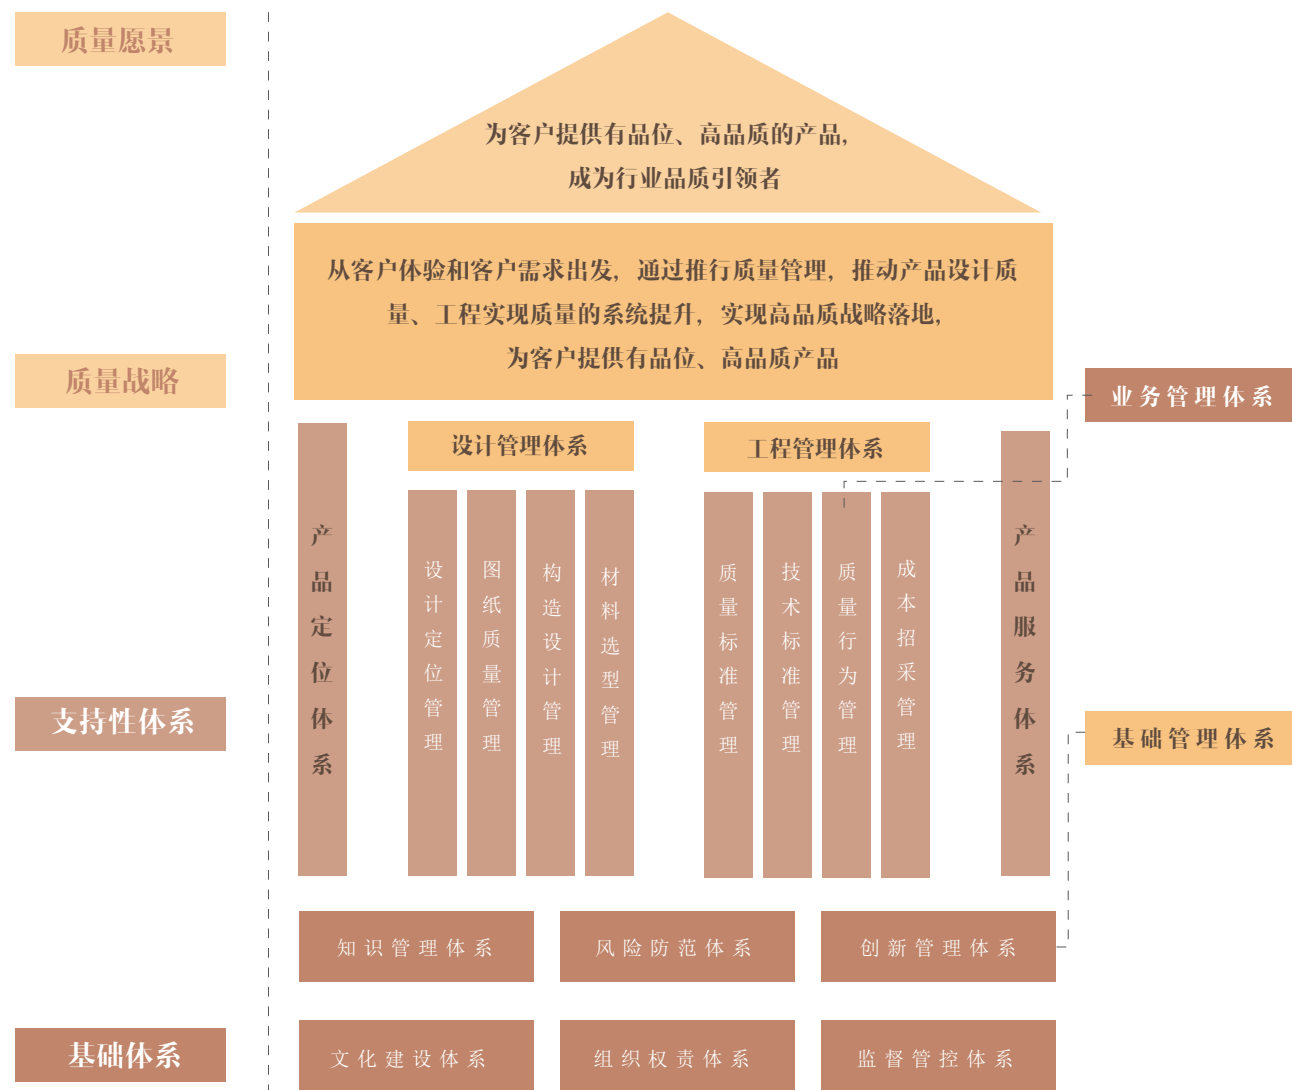 质量愿景
为客户提供有品位、高品质的产品,
成为行业品质引领者
从客户体验和客户需求出发, 通过推行质量管理, 推动产品设计质
量、工程实现质量的系统提升, 实现高品质战略落地,
为客户提供有品位、高品质产品
质量战略
业务管理体系
设计管理体系
工程管理体系
产品定位体系
设计定位管理
图纸质量管理
构造设计管理
材料选型管理
质量标准管理
技术标准管理
质量行为管理
成本招采管理
产品服务体系
支持性体系
基础管理体系
知识管理体系
风险防范体系
创新管理体系
基础体系
文化建设体系
组织权责体系
监督管控体系